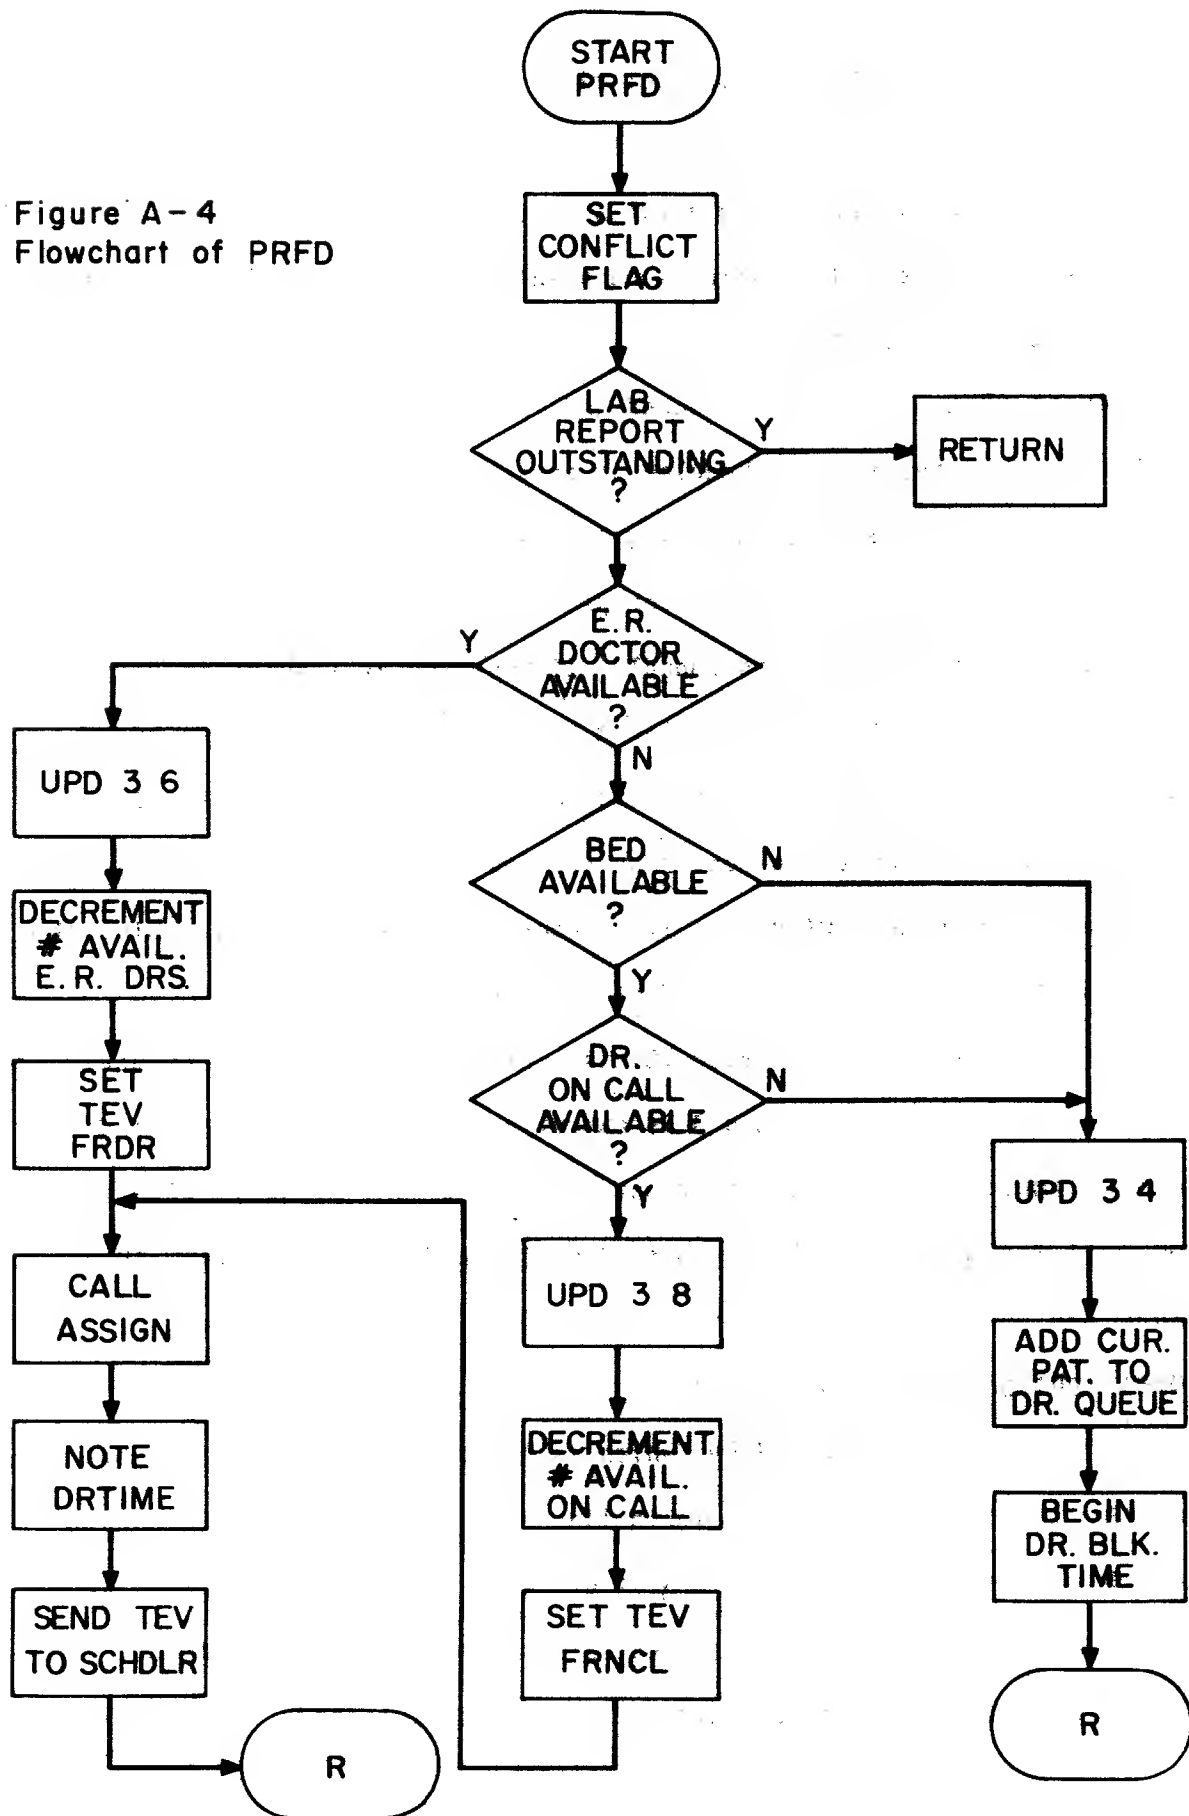 START
PRFD
Figure A-4
Flowchart of PRFD
SET
CONFLICT
FLAG
LAB
REPORT
OUTSTANDING
?
Y
RETURN
E.R.
DOCTOR
AVAILABLE
?
Y
N
UPD 3 6
BED
AVAILABLE
?
N
Y
DECREMENT
# AVAIL.
E.R. DRS.
DR.
ON CALL
AVAILABLE
?
N
Y
SET
TEV
FRDR
UPD 3 4
CALL
ASSIGN
UPD 3 8
ADD CUR.
PAT. TO
DR. QUEUE
NOTE
DRTIME
DECREMENT
# AVAIL.
ON CALL
BEGIN
DR. BLK.
TIME
SEND TEV
TO SCHDLR
SET TEV
FRNCL
R
R